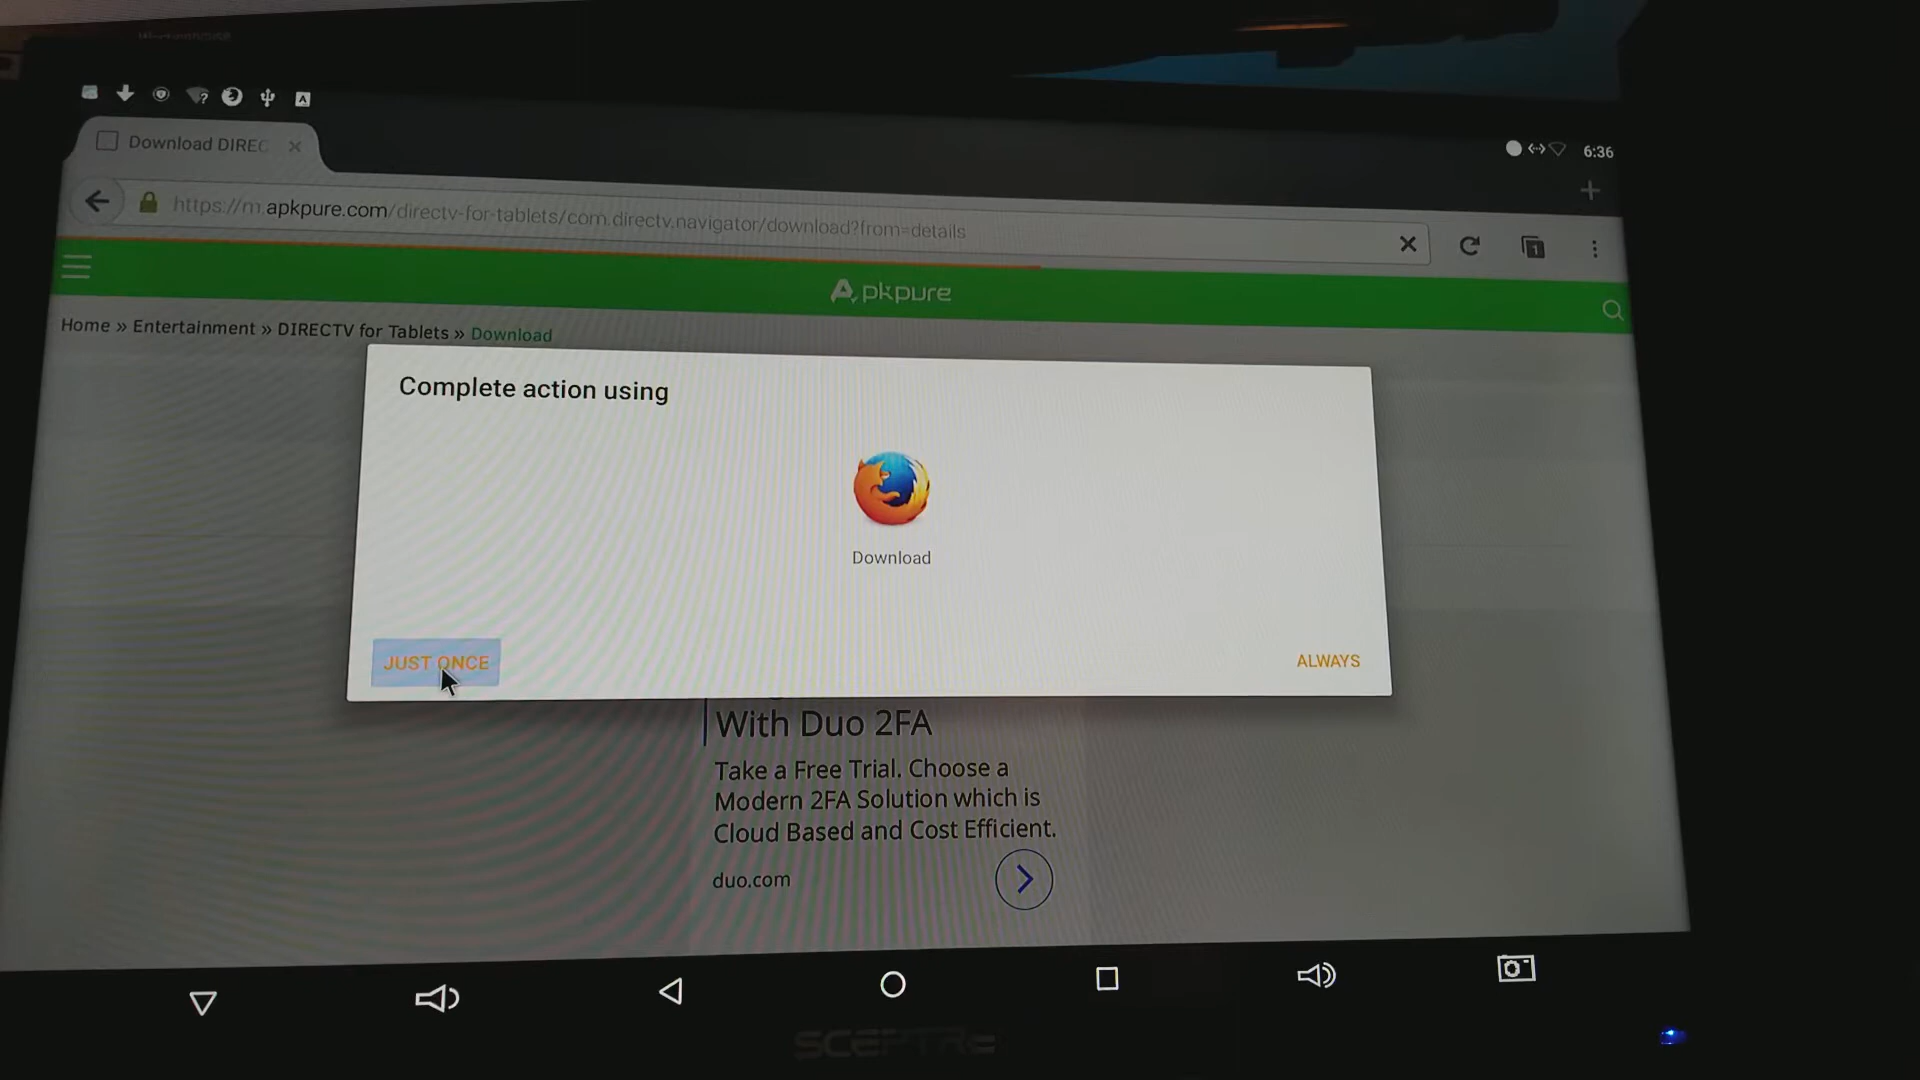 Download DIREC
6:36
https://m.apkpure.com/directv-for-tablets/com.directv.navigator/download?from=details
1
Apkpure
Home » Entertainment » DIRECTV for Tablets » Download
Complete action using
Download
JUST ONCE
ALWAYS
With Duo 2FA
Take a Free Trial. Choose a
Modern 2FA Solution which is
Cloud Based and Cost Efficient.
duo.com
SCEPTRE